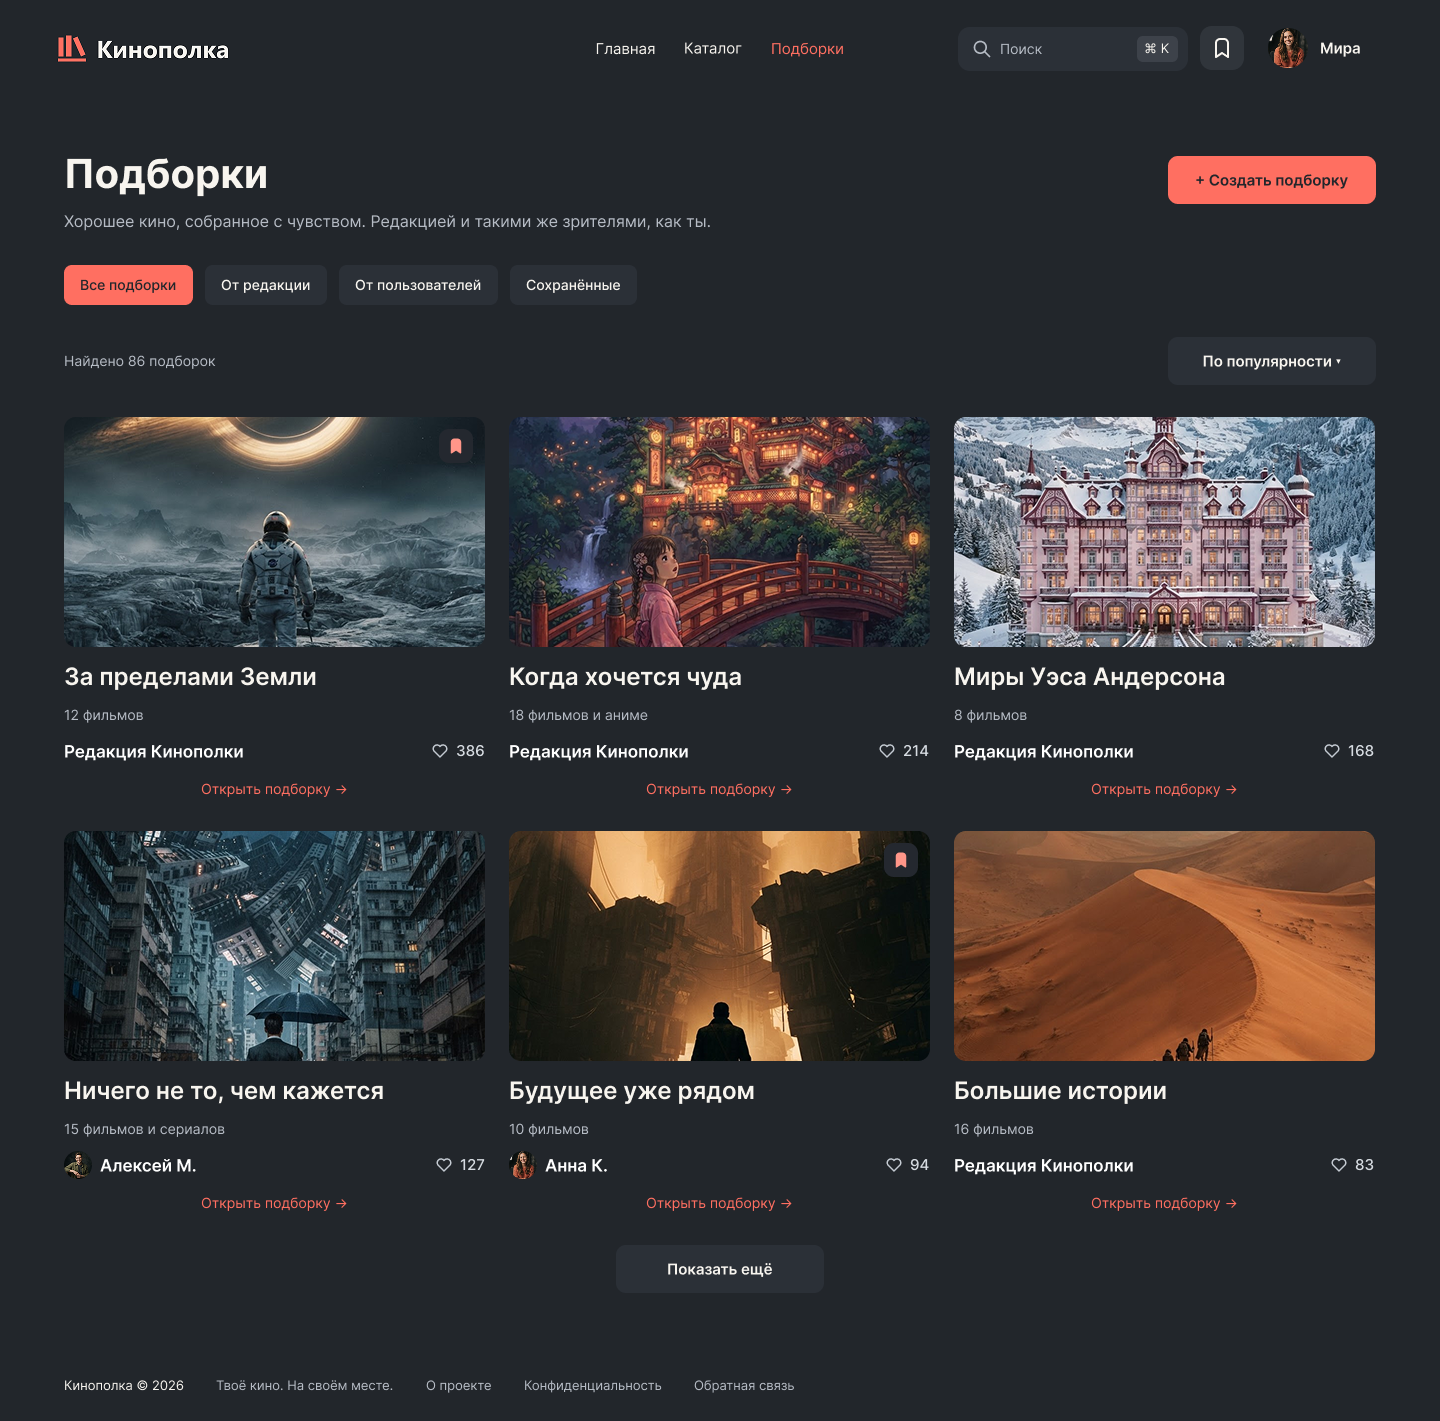 Кинополка
Главная
Каталог
Подборки
Поиск
⌘ K
Мира
Подборки
+ Создать подборку
Хорошее кино, собранное с чувством. Редакцией и такими же зрителями, как ты.
Все подборки
От редакции
От пользователей
Сохранённые
Найдено 86 подборок
По популярности ▾
За пределами Земли
12 фильмов
Редакция Кинополки
386
Открыть подборку →
Когда хочется чуда
18 фильмов и аниме
Редакция Кинополки
214
Открыть подборку →
Миры Уэса Андерсона
8 фильмов
Редакция Кинополки
168
Открыть подборку →
Ничего не то, чем кажется
15 фильмов и сериалов
Алексей М.
127
Открыть подборку →
Будущее уже рядом
10 фильмов
Анна К.
94
Открыть подборку →
Большие истории
16 фильмов
Редакция Кинополки
83
Открыть подборку →
Показать ещё
Кинополка © 2026
Твоё кино. На своём месте.
О проекте
Конфиденциальность
Обратная связь